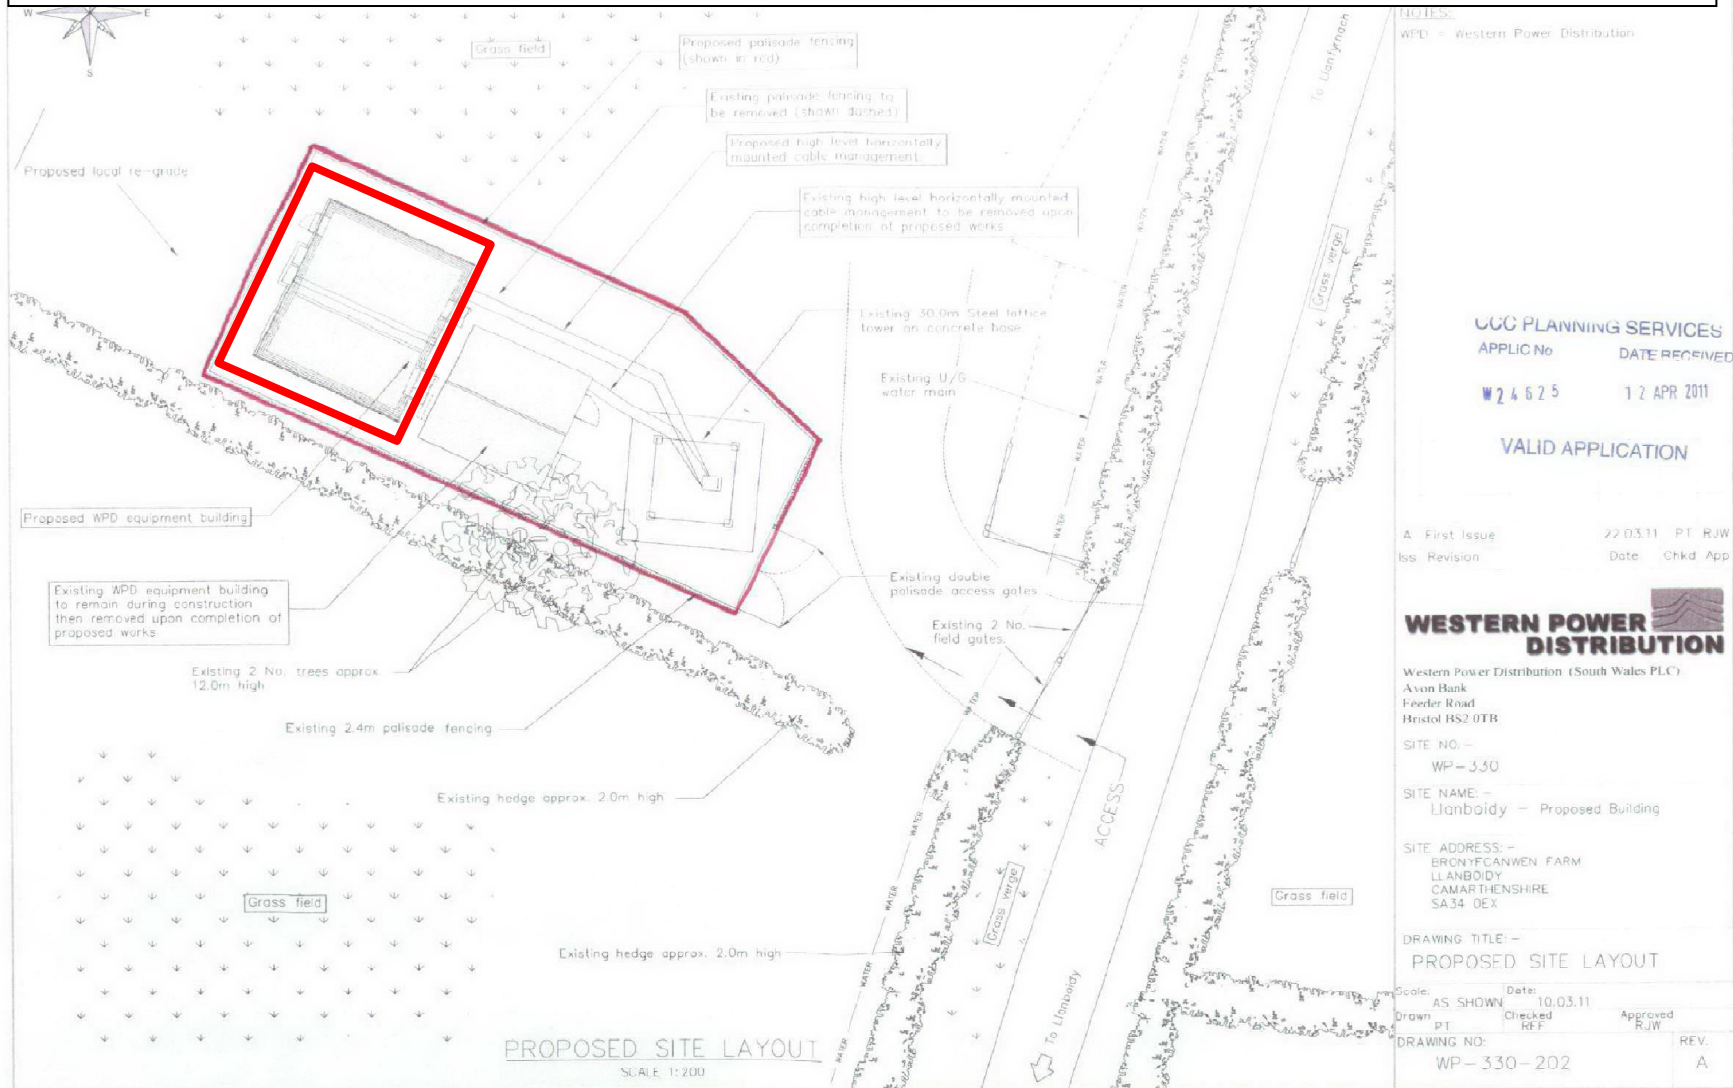 W
E
S
Grass field
Proposed palisade fencing
(shown in red)
Existing palisade fencing to
be removed (shown dashed)
Proposed high level horizontally
mounted cable management.
Existing high level horizontally mounted
cable management to be removed upon
completion of proposed works
Proposed local re-grade
Existing 30.0m Steel lattice
tower on concrete base
Existing U/G
water main
Proposed WPD equipment building
Existing WPD equipment building
to remain during construction
then removed upon completion of
proposed works
Existing 2 No. trees approx.
12.0m high
Existing 2.4m palisade fencing
Existing hedge approx. 2.0m high
Existing double
palisade access gates
Existing 2 No.
field gates.
Grass field
Existing hedge approx. 2.0m high
WATER
WATER
WATER
WATER
WATER
WATER
WATER
WATER
WATER
WATER
WATER
To Llanfyrnach
Grass verge
ACCESS
Grass verge
To Llanboidy
Grass field
PROPOSED SITE LAYOUT
SCALE 1:200
NOTES:
WPD = Western Power Distribution
CCC PLANNING SERVICES
APPLIC No DATE RECEIVED
W24625 12 APR 2011
VALID APPLICATION
A First Issue 22.03.11 PT RJW
Iss Revision Date Chkd App
WESTERN POWER
DISTRIBUTION
Western Power Distribution (South Wales PLC)
Avon Bank
Feeder Road
Bristol BS2 0TB
SITE NO. -
WP-330
SITE NAME: -
Llanboidy - Proposed Building
SITE ADDRESS: -
BRONYFCANWEN FARM
LLANBOIDY
CAMARTHENSHIRE
SA34 0EX
DRAWING TITLE: -
PROPOSED SITE LAYOUT
Scale: Date:
AS SHOWN 10.03.11
Drawn Checked Approved
PT RFF RJW
DRAWING NO: REV.
WP-330-202 A